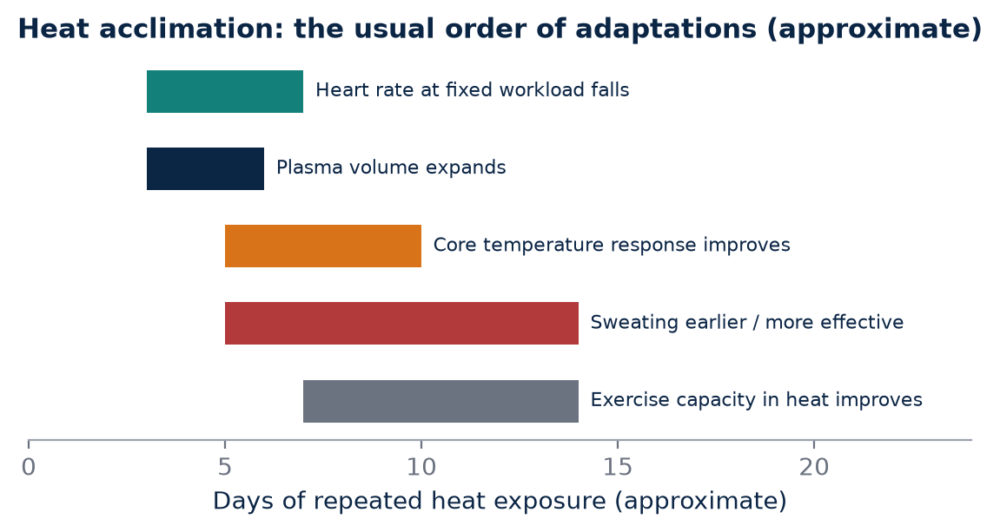 Heat acclimation: the usual order of adaptations (approximate)
Heart rate at fixed workload falls
Plasma volume expands
Core temperature response improves
Sweating earlier / more effective
Exercise capacity in heat improves
0 5 10 15 20
Days of repeated heat exposure (approximate)